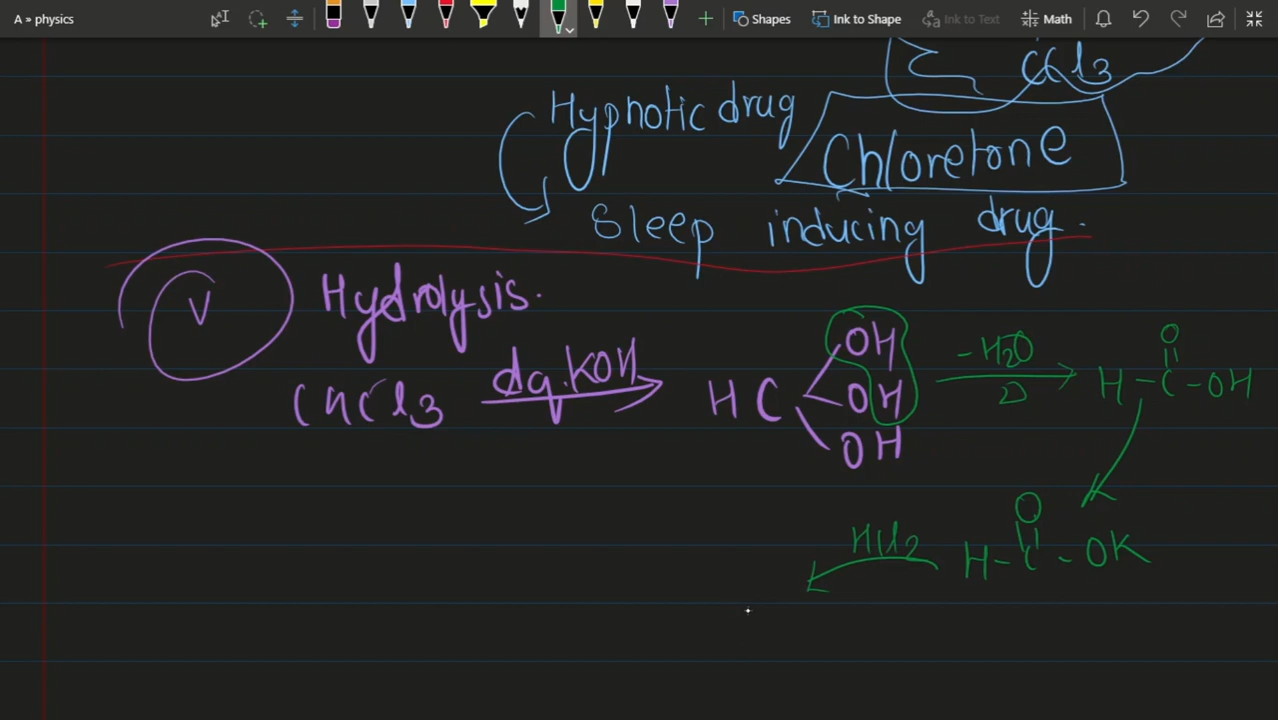 A » physics
Shapes
Ink to Shape
Ink to Text
Math
CCl3
Hypnotic drug
Chloretone
Sleep inducing drug.
V
Hydrolysis.
CHCl3 aq.KOH HC OH OH OH -H2O Δ H-C-OH O
H-C-OK O
HCl2